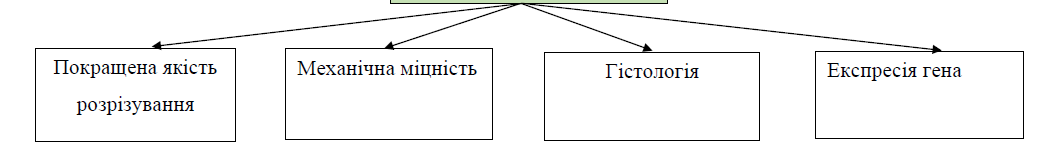 Покращена якість
розрізування
Механічна міцність
Гістологія
Експресія гена